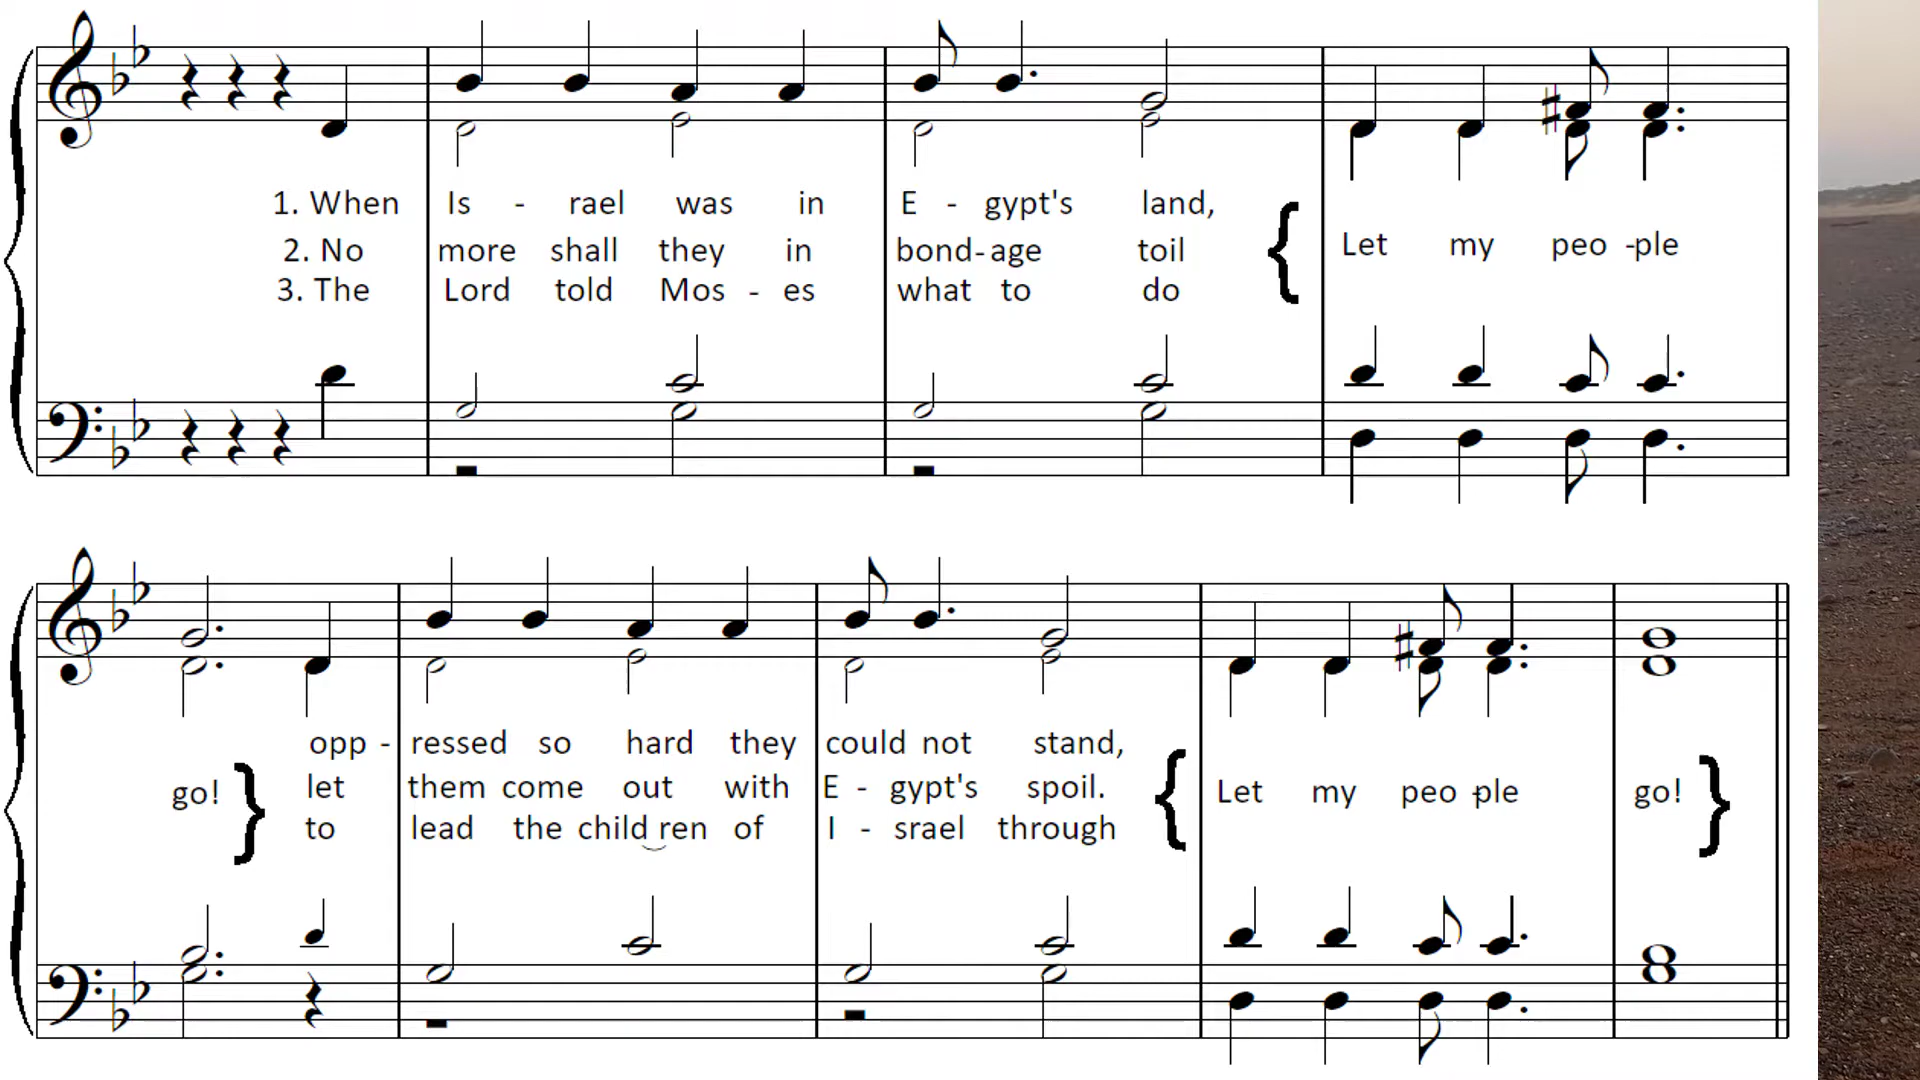 1. When Is - rael was in E - gypt's land,
2. No more shall they in bond - age toil
3. The Lord told Mos - es what to do
{ Let my peo - ple
go! }
opp - ressed so hard they could not stand,
let them come out with E - gypt's spoil.
to lead the child ren of I - srael through
{ Let my peo - ple go! }